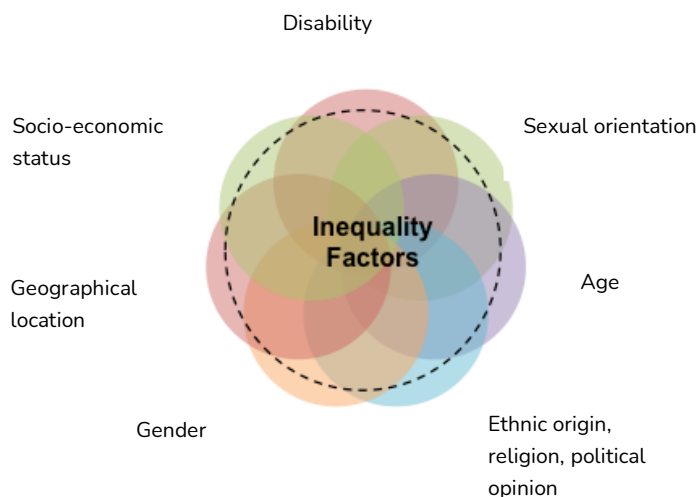 Disability
Socio-economic
status
Sexual orientation
Inequality
Factors
Geographical
location
Age
Gender
Ethnic origin,
religion, political
opinion